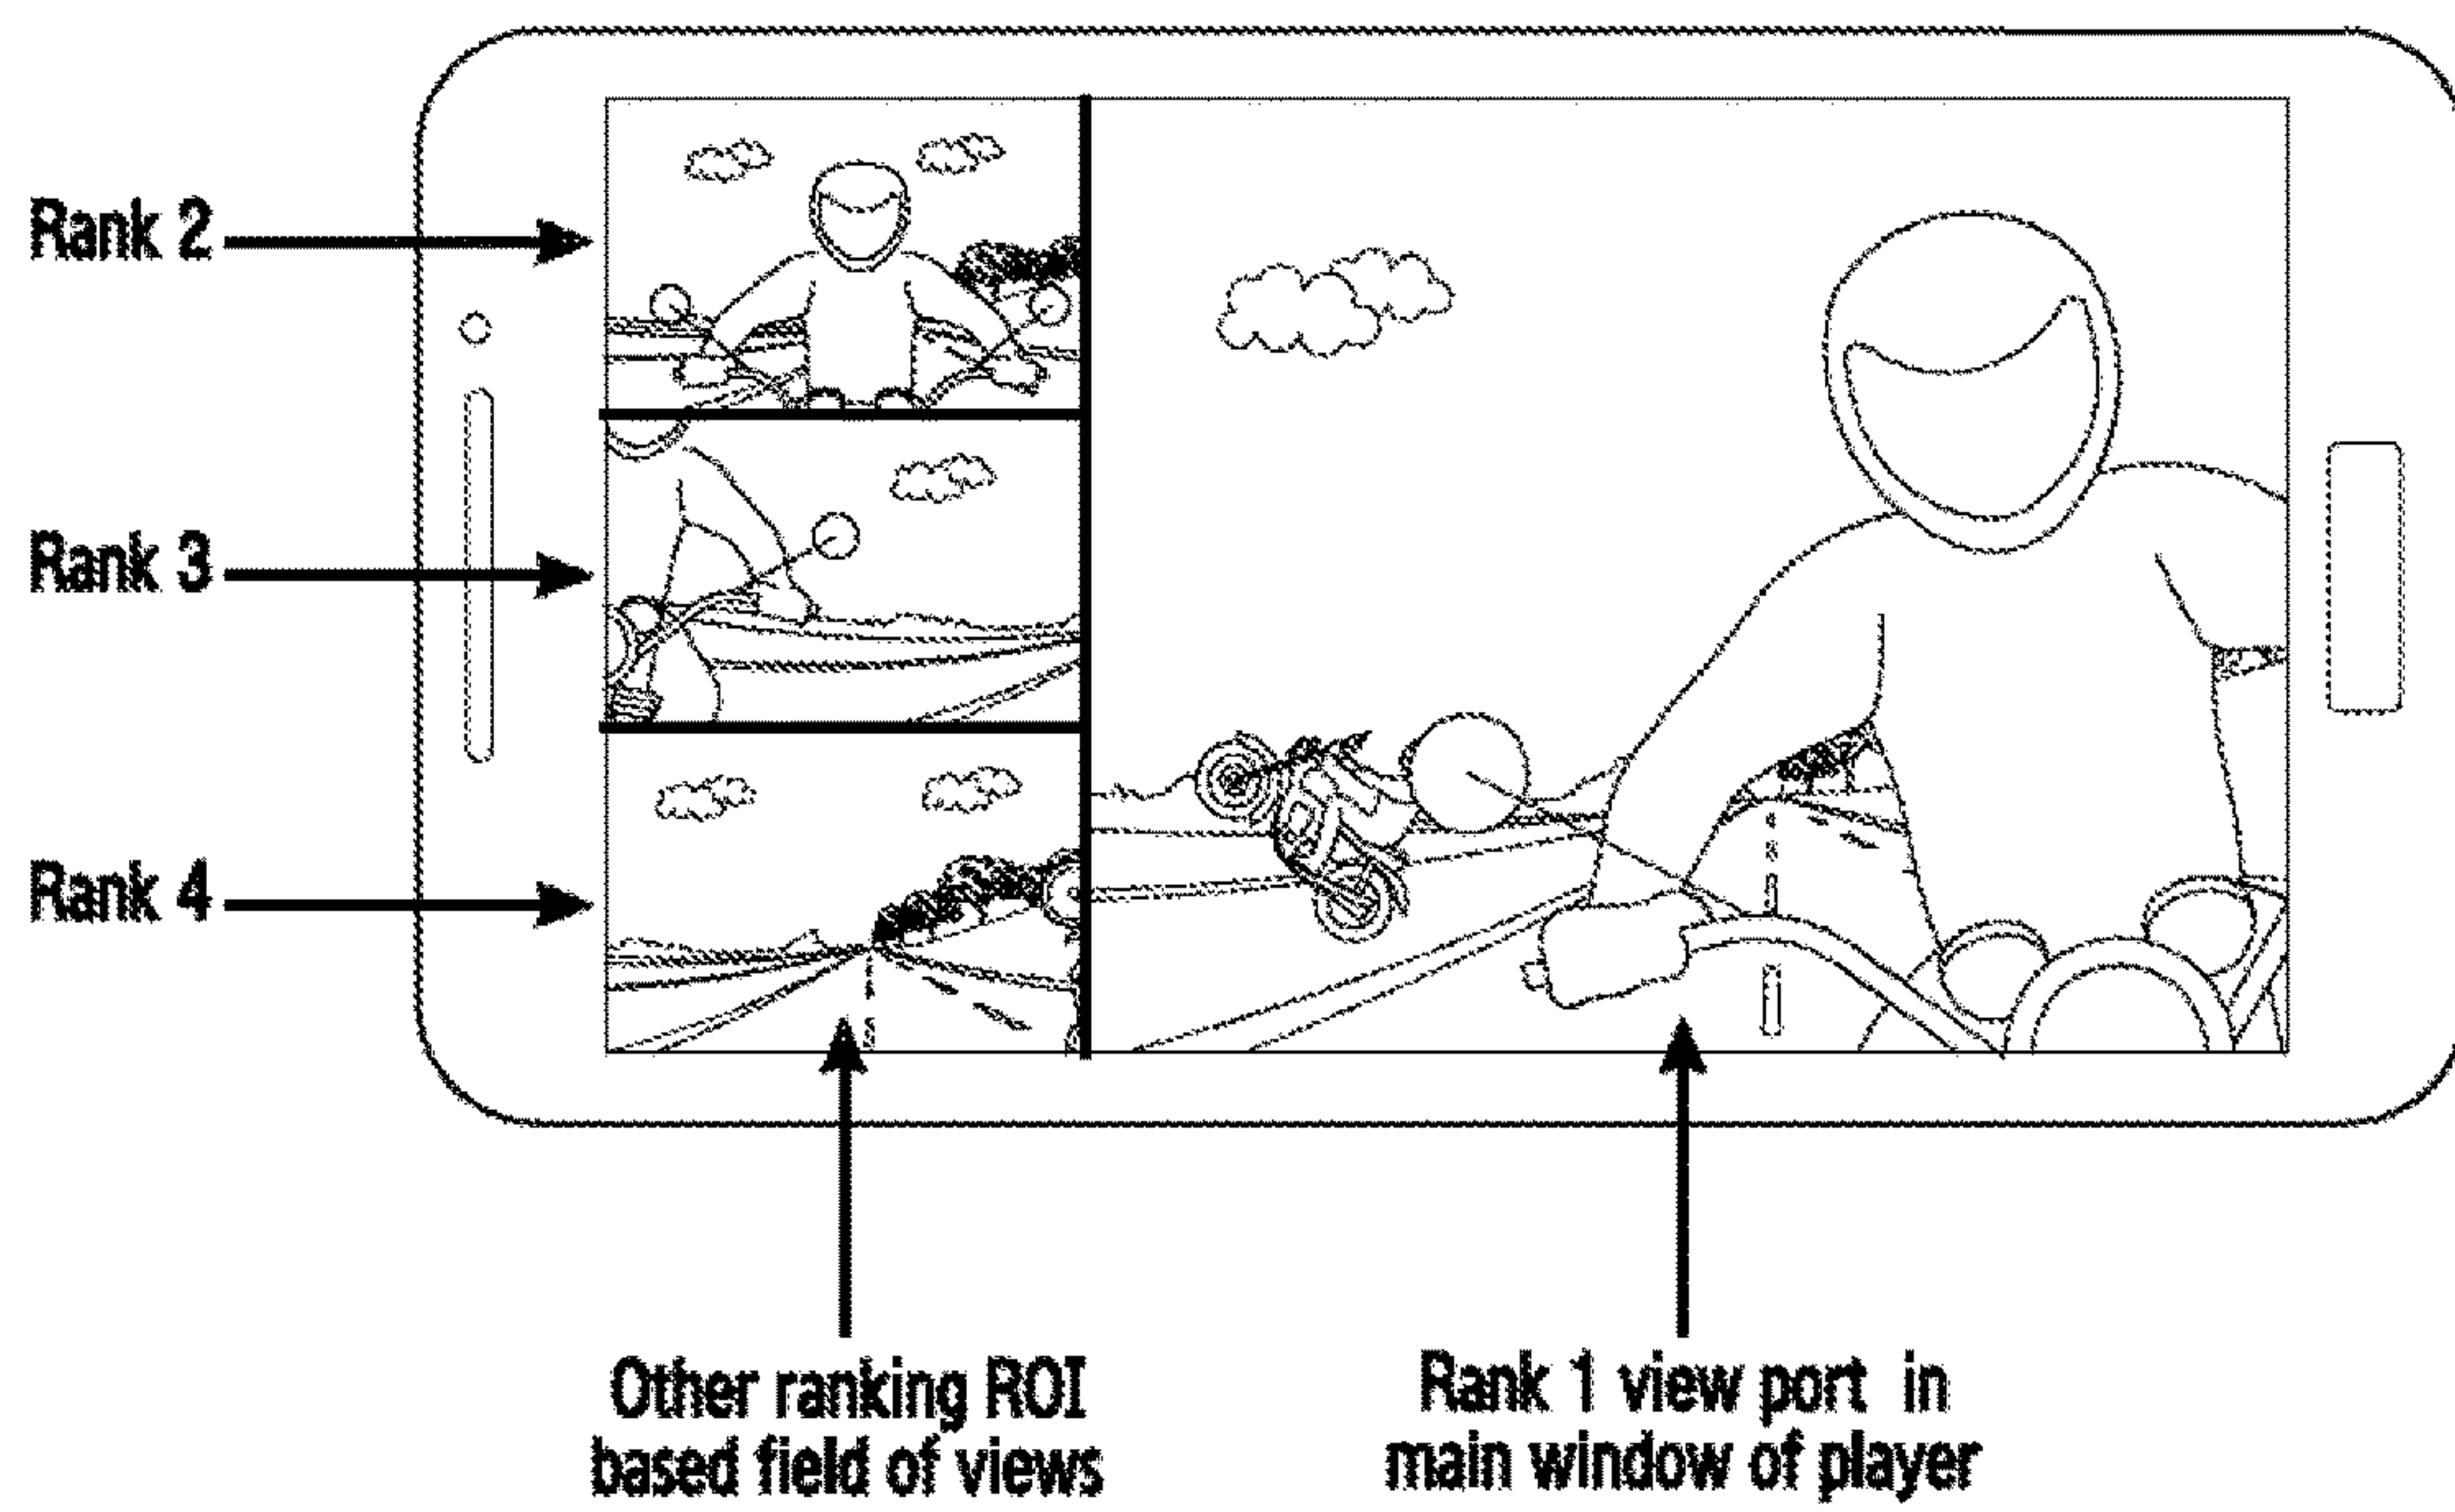 Rank 2
Rank 3
Rank 4
Other ranking ROI
based field of views
Rank 1 view port in
main window of player